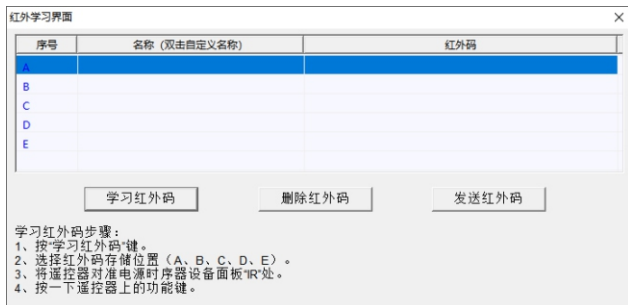 红外学习界面
序号 名称（双击自定义名称） 红外码
A
B
C
D
E
学习红外码 删除红外码 发送红外码
学习红外码步骤：
1、按“学习红外码”键。
2、选择红外码存储位置（A、B、C、D、E）。
3、将遥控器对准电源时序器设备面板“IR”处。
4、按一下遥控器上的功能键。